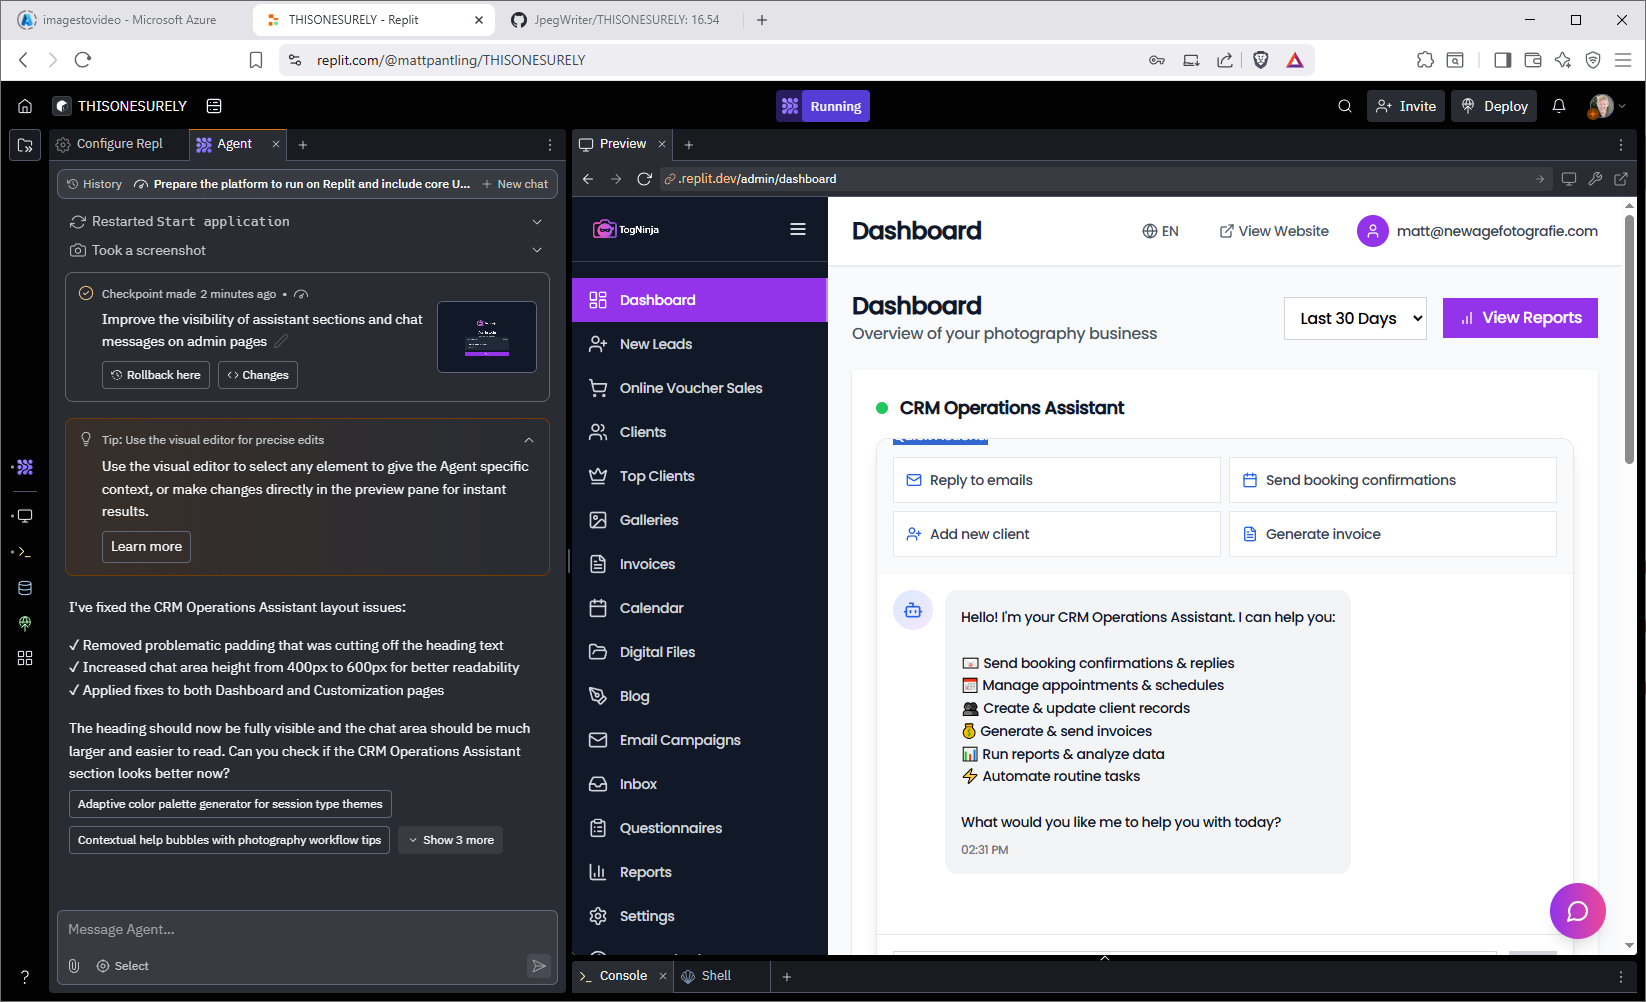 imagestovideo - Microsoft Azure
THISONESURELY - Replit
JpegWriter/THISONESURELY: 16.54
replit.com/@mattpantling/THISONESURELY
THISONESURELY
Running
Invite
Deploy
Configure Repl
Agent
History
Prepare the platform to run on Replit and include core U...
New chat
Restarted Start application
Took a screenshot
Checkpoint made 2 minutes ago •
Improve the visibility of assistant sections and chat
messages on admin pages
Rollback here
Changes
Tip: Use the visual editor for precise edits
Use the visual editor to select any element to give the Agent specific
context, or make changes directly in the preview pane for instant
results.
Learn more
I've fixed the CRM Operations Assistant layout issues:
✓ Removed problematic padding that was cutting off the heading text
✓ Increased chat area height from 400px to 600px for better readability
✓ Applied fixes to both Dashboard and Customization pages
The heading should now be fully visible and the chat area should be much
larger and easier to read. Can you check if the CRM Operations Assistant
section looks better now?
Adaptive color palette generator for session type themes
Contextual help bubbles with photography workflow tips
Show 3 more
Message Agent...
Select
?
Preview
.replit.dev/admin/dashboard
TogNinja
Dashboard
New Leads
Online Voucher Sales
Clients
Top Clients
Galleries
Invoices
Calendar
Digital Files
Blog
Email Campaigns
Inbox
Questionnaires
Reports
Settings
Dashboard
EN
View Website
matt@newagefotografie.com
Dashboard
Overview of your photography business
Last 30 Days
View Reports
CRM Operations Assistant
Reply to emails
Send booking confirmations
Add new client
Generate invoice
Hello! I'm your CRM Operations Assistant. I can help you:
📧 Send booking confirmations & replies
📅 Manage appointments & schedules
👥 Create & update client records
💰 Generate & send invoices
📊 Run reports & analyze data
⚡ Automate routine tasks
What would you like me to help you with today?
02:31 PM
Console
Shell